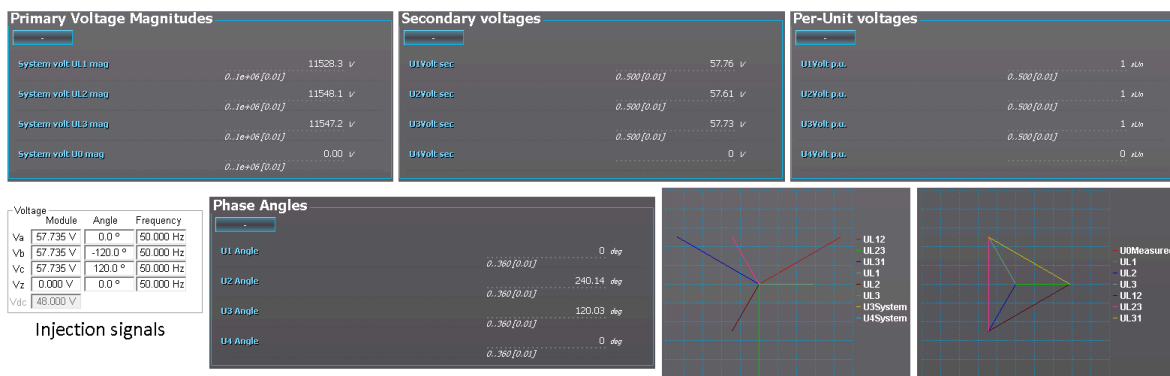 Primary Voltage Magnitudes
-
System volt UL1 mag 11528.3 V
0..1e+06 [0.01]
System volt UL2 mag 11548.1 V
0..1e+06 [0.01]
System volt UL3 mag 11547.2 V
0..1e+06 [0.01]
System volt U0 mag 0.00 V
0..1e+06 [0.01]
Secondary voltages
-
U1Volt sec 57.76 V
0..500 [0.01]
U2Volt sec 57.61 V
0..500 [0.01]
U3Volt sec 57.73 V
0..500 [0.01]
U4Volt sec 0 V
Per-Unit voltages
-
U1Volt p.u. 1 xUn
0..500 [0.01]
U2Volt p.u. 1 xUn
0..500 [0.01]
U3Volt p.u. 1 xUn
0..500 [0.01]
U4Volt p.u. 0 xUn
Voltage
Module Angle Frequency
Va 57.735 V 0.0 º 50.000 Hz
Vb 57.735 V -120.0 º 50.000 Hz
Vc 57.735 V 120.0 º 50.000 Hz
Vz 0.000 V 0.0 º 50.000 Hz
Vdc 48.000 V
Injection signals
Phase Angles
-
U1 Angle 0 deg
0..360 [0.01]
U2 Angle 240.14 deg
0..360 [0.01]
U3 Angle 120.03 deg
0..360 [0.01]
U4 Angle 0 deg
0..360 [0.01]
UL12
UL23
UL31
UL1
UL2
UL3
U3System
U4System
U0Measured
UL1
UL2
UL3
UL12
UL23
UL31